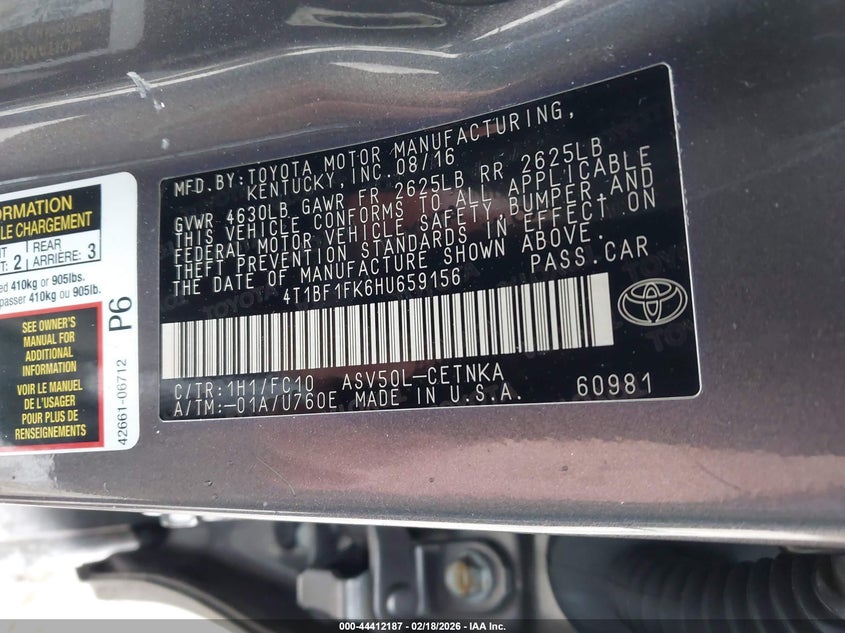 MFD. BY: TOYOTA MOTOR MANUFACTURING,
KENTUCKY, INC. 08/16
GVWR 4630LB GAWR FR 2625LB RR 2625LB
THIS VEHICLE CONFORMS TO ALL APPLICABLE
FEDERAL MOTOR VEHICLE SAFETY, BUMPER, AND
THEFT PREVENTION STANDARDS IN EFFECT ON
THE DATE OF MANUFACTURE SHOWN ABOVE.
4T1BF1FK6HU659156 PASS. CAR
C/TR: 1H1/FC10 ASV50L-CETNKA
A/TM: -01A/U760E MADE IN U.S.A. 60981
REAR
2 ARRIÈRE: 3
410kg or 905lbs.
410kg ou 905lb.
SEE OWNER'S
MANUAL FOR
ADDITIONAL
INFORMATION
VOIR LE MANUEL
DE L'USAGER
POUR PLUS DE
RENSEIGNEMENTS
P6
42661-06712
000-44412187 - 02/18/2026 - IAA Inc.